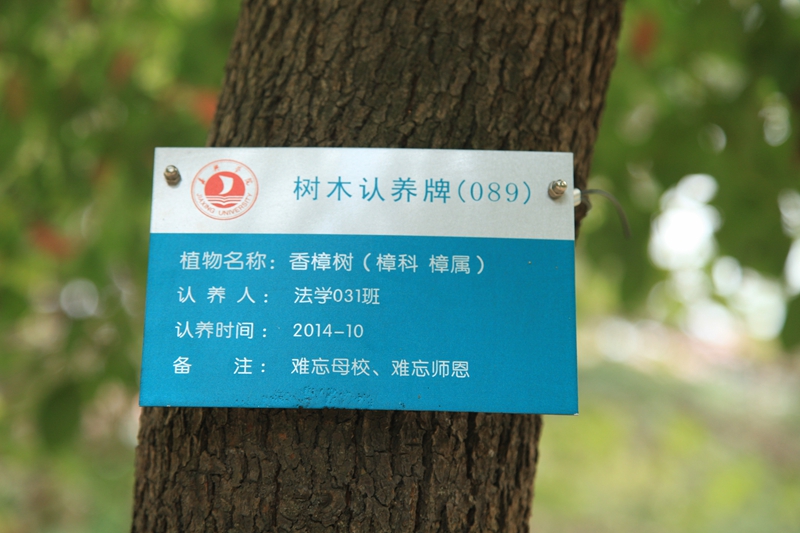 树木认养牌(089)
JIAXING UNIVERSITY
植物名称：香樟树（樟科 樟属）
认养人：法学031班
认养时间：2014-10
备注：难忘母校、难忘师恩